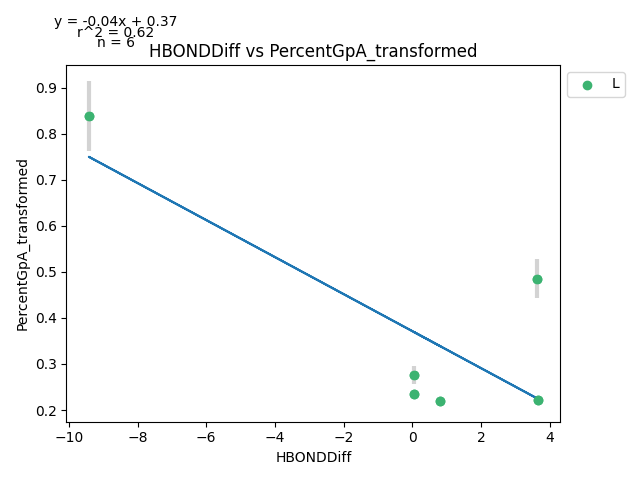 y = -0.04x + 0.37
r^2 = 0.62
n = 6
HBONDDiff vs PercentGpA_transformed
L
PercentGpA_transformed
0.9
0.8
0.7
0.6
0.5
0.4
0.3
0.2
−10 −8 −6 −4 −2 0 2 4
HBONDDiff